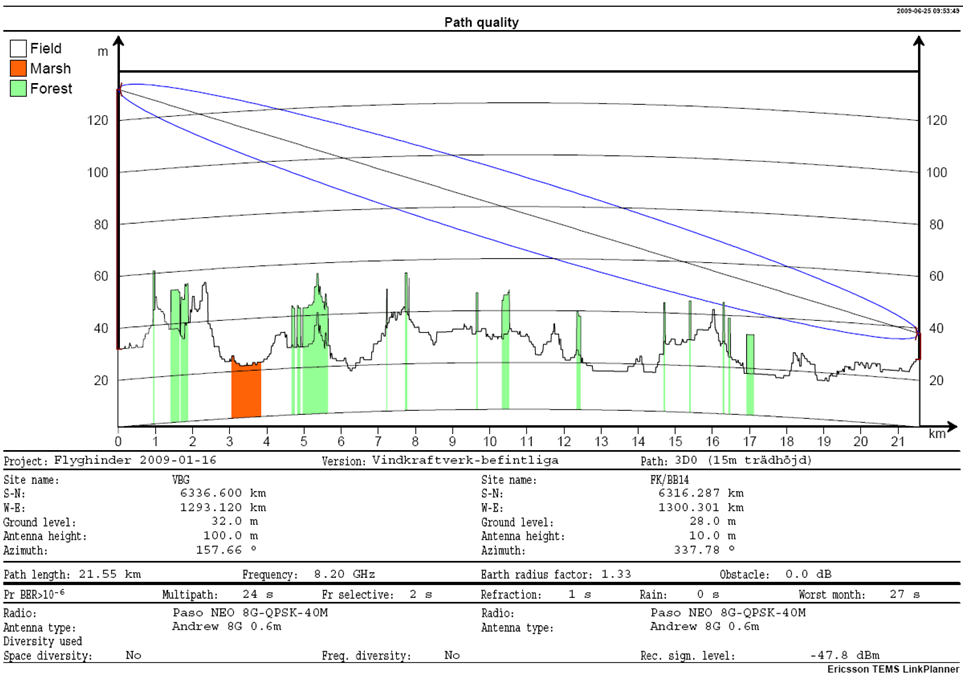 2009-06-25 09:53:49
Path quality
Field
Marsh
Forest
m
120 120
100 100
80 80
60 60
40 40
20 20
0 1 2 3 4 5 6 7 8 9 10 11 12 13 14 15 16 17 18 19 20 21 km
Project: Flyghinder 2009-01-16 Version: Vindkraftverk-befintliga Path: 3D0 (15m trädhöjd)
Site name: VBG Site name: FK/BB14
S-N: 6336.600 km S-N: 6316.287 km
W-E: 1293.120 km W-E: 1300.301 km
Ground level: 32.0 m Ground level: 28.0 m
Antenna height: 100.0 m Antenna height: 10.0 m
Azimuth: 157.66 º Azimuth: 337.78 º
Path length: 21.55 km Frequency: 8.20 GHz Earth radius factor: 1.33 Obstacle: 0.0 dB
Pr BER>10-6 Multipath: 24 s Fr selective: 2 s Refraction: 1 s Rain: 0 s Worst month: 27 s
Radio: Paso NEO 8G-QPSK-40M Radio: Paso NEO 8G-QPSK-40M
Antenna type: Andrew 8G 0.6m Antenna type: Andrew 8G 0.6m
Diversity used
Space diversity: No Freq. diversity: No Rec. sign. level: -47.8 dBm
Ericsson TEMS LinkPlanner